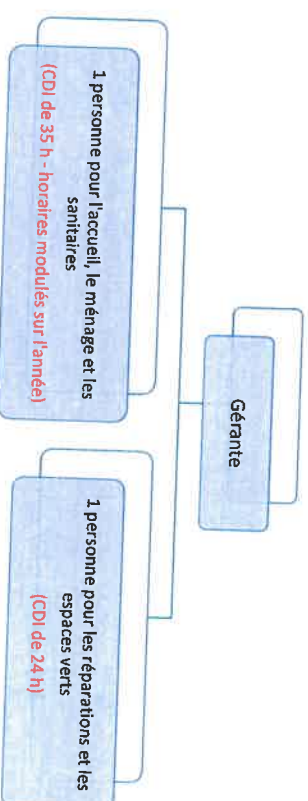 Gérante
1 personne pour l'accueil, le ménage et les
sanitaires
(CDI de 35 h - horaires modulés sur l'année)
1 personne pour les réparations et les
espaces verts
(CDI de 24 h)